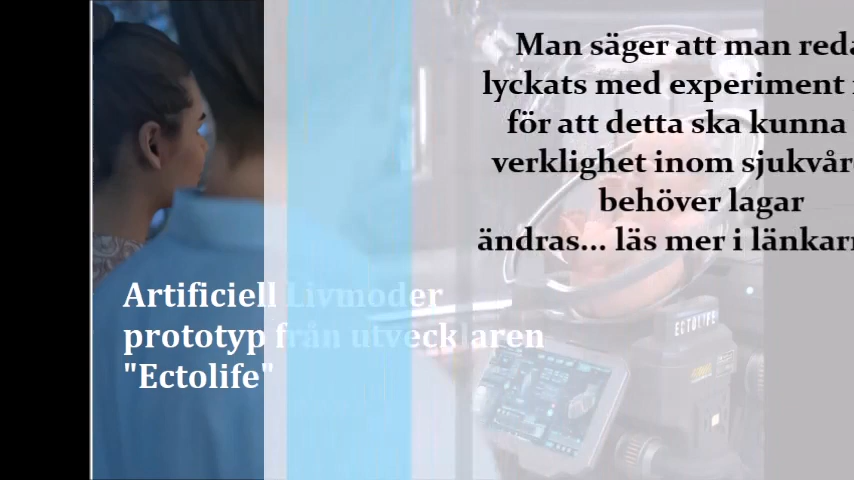 Man säger att man reda
lyckats med experiment
för att detta ska kunna
verklighet inom sjukvår
behöver lagar
ändras... läs mer i länkar
Artificiell Livmoder
prototyp från utvecklaren
"Ectolife"
ECTOLIFE